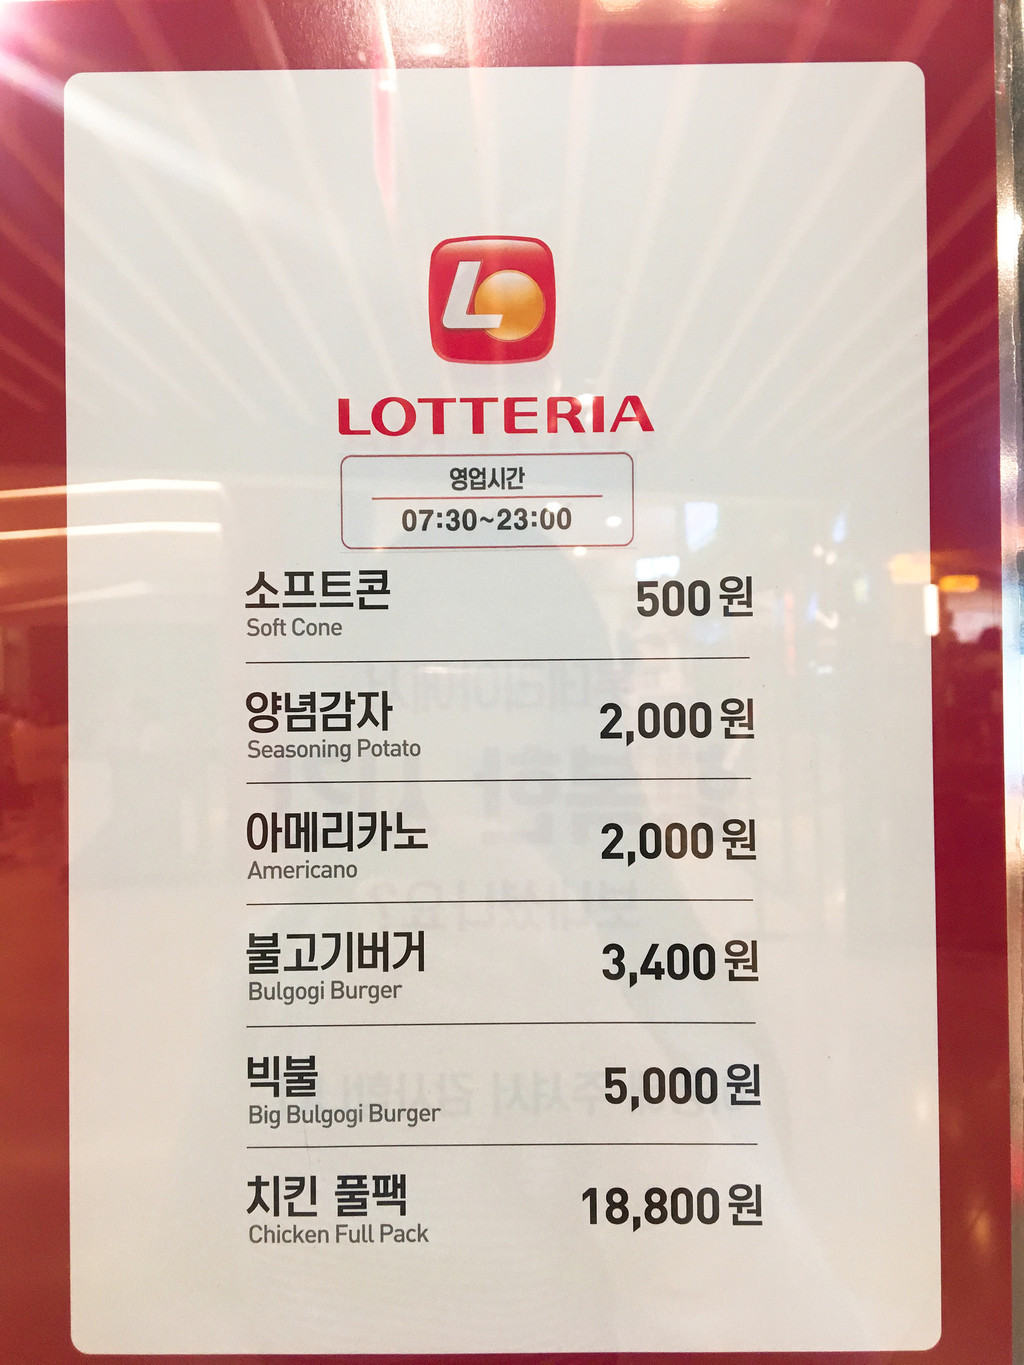 LOTTERIA
영업시간
07:30~23:00
소프트콘 500원
Soft Cone
양념감자 2,000원
Seasoning Potato
아메리카노 2,000원
Americano
불고기버거 3,400원
Bulgogi Burger
빅불 5,000원
Big Bulgogi Burger
치킨 풀팩 18,800원
Chicken Full Pack